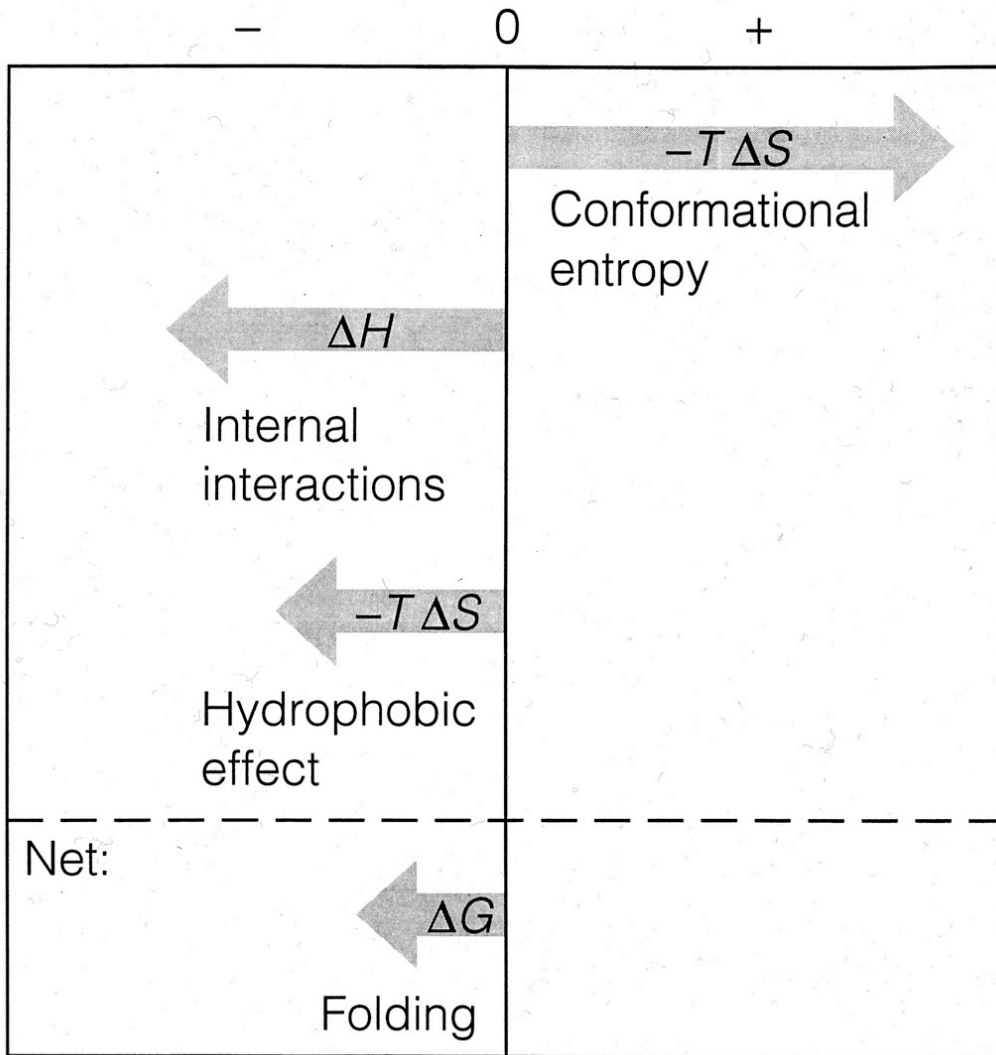 – 0 +
–T ΔS
Conformational
entropy
ΔH
Internal
interactions
–T ΔS
Hydrophobic
effect
Net:
ΔG
Folding